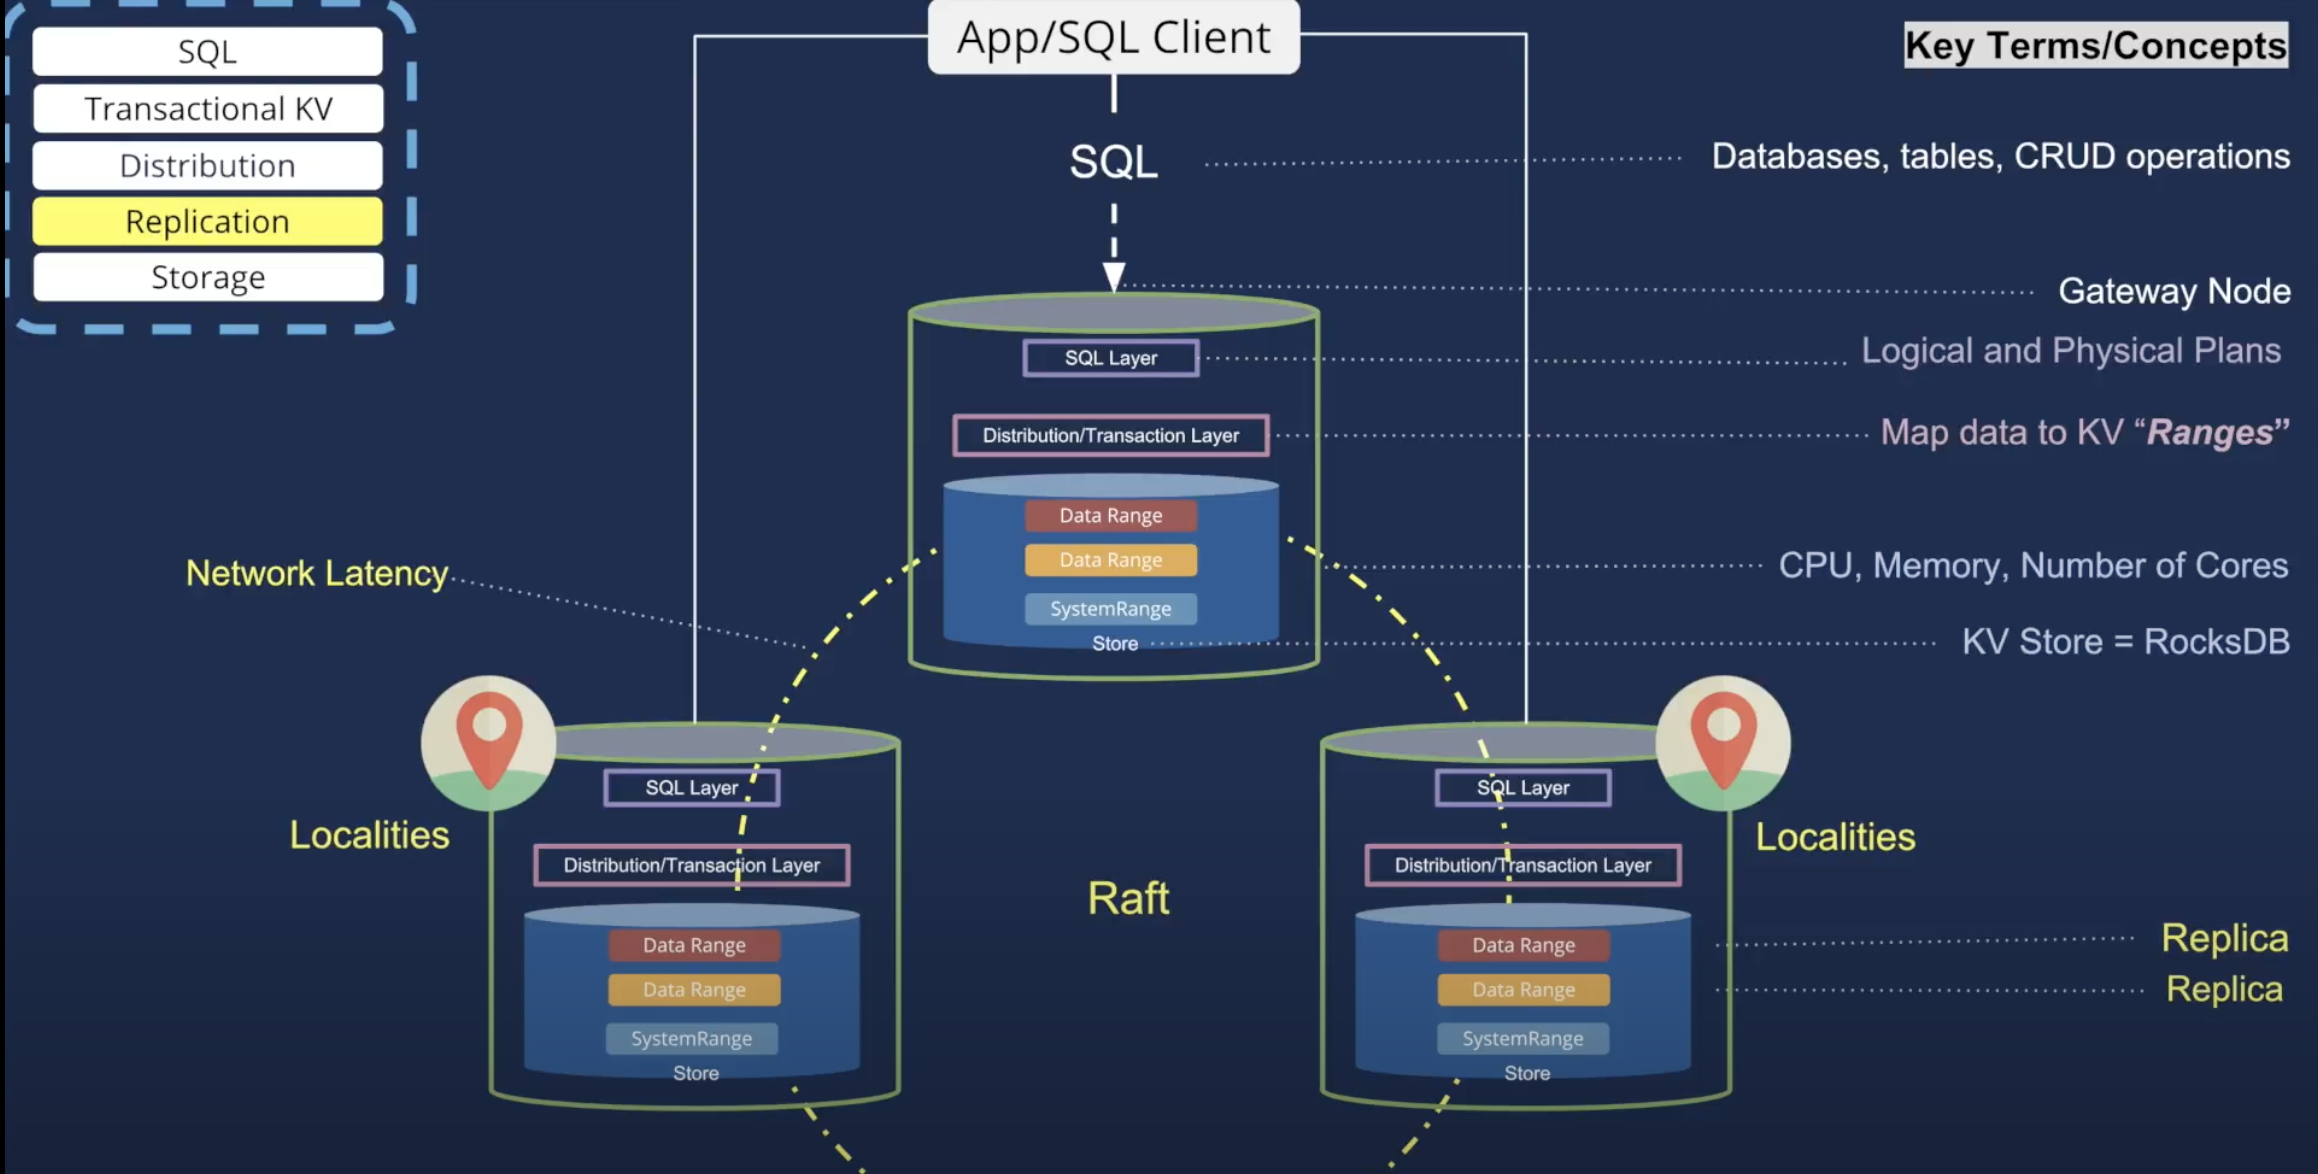 SQL
Transactional KV
Distribution
Replication
Storage
App/SQL Client
Key Terms/Concepts
SQL
Databases, tables, CRUD operations
Gateway Node
SQL Layer
Logical and Physical Plans
Distribution/Transaction Layer
Map data to KV “Ranges”
Data Range
Data Range
SystemRange
Store
Network Latency
CPU, Memory, Number of Cores
KV Store = RocksDB
Localities
SQL Layer
Distribution/Transaction Layer
Data Range
Data Range
SystemRange
Store
Raft
SQL Layer
Distribution/Transaction Layer
Data Range
Data Range
SystemRange
Store
Localities
Replica
Replica